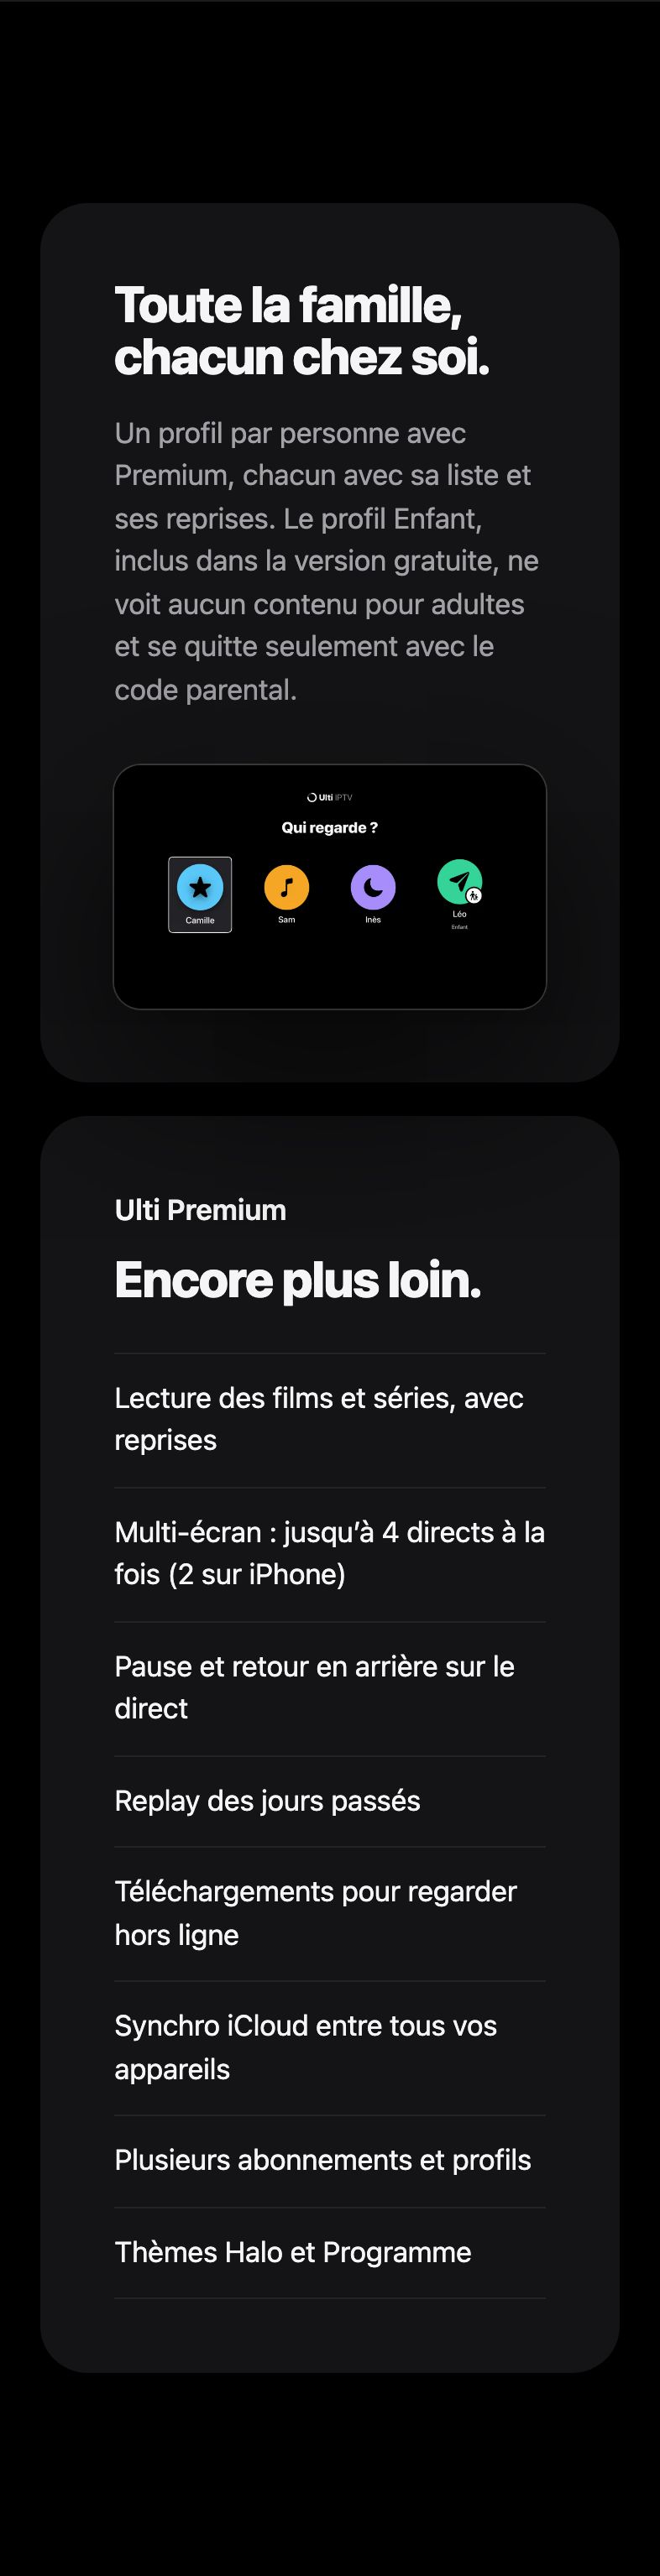 Toute la famille,
chacun chez soi.
Un profil par personne avec
Premium, chacun avec sa liste et
ses reprises. Le profil Enfant,
inclus dans la version gratuite, ne
voit aucun contenu pour adultes
et se quitte seulement avec le
code parental.
Ulti IPTV
Qui regarde ?
Camille
Sam
Inès
Léo
Enfant
Ulti Premium
Encore plus loin.
Lecture des films et séries, avec
reprises
Multi-écran : jusqu’à 4 directs à la
fois (2 sur iPhone)
Pause et retour en arrière sur le
direct
Replay des jours passés
Téléchargements pour regarder
hors ligne
Synchro iCloud entre tous vos
appareils
Plusieurs abonnements et profils
Thèmes Halo et Programme